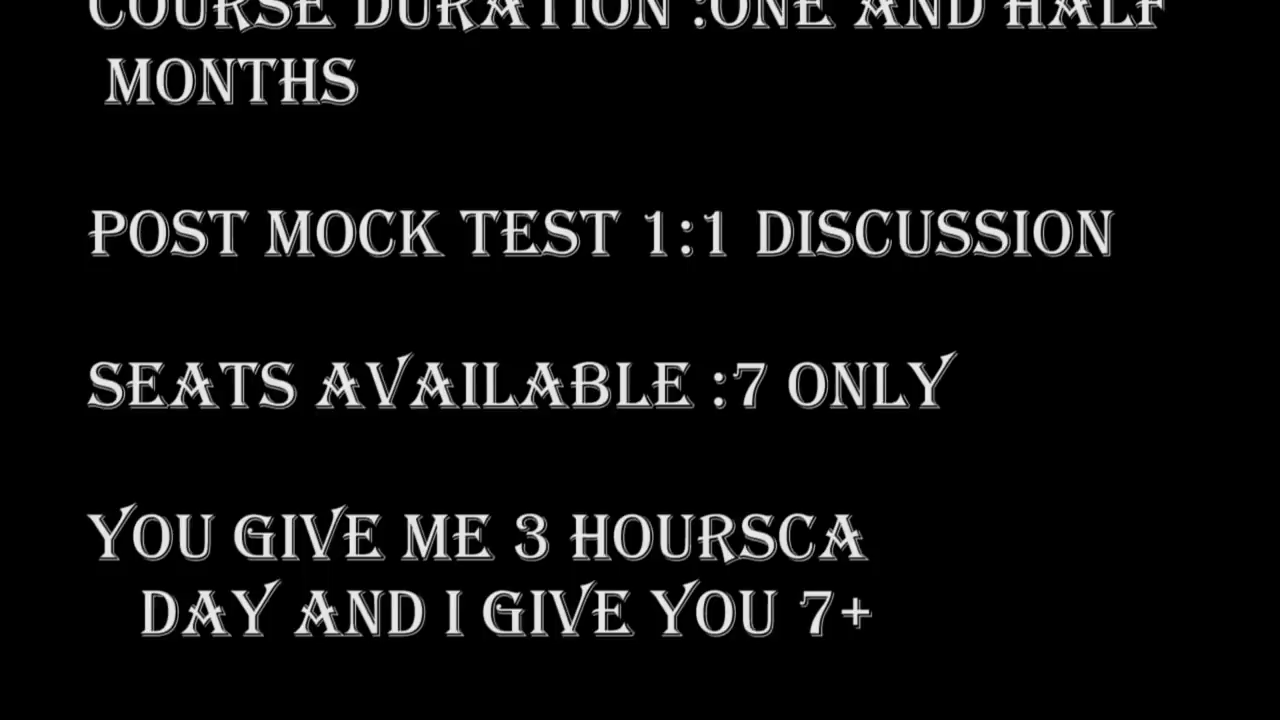 COURSE DURATION :ONE AND HALF
MONTHS
POST MOCK TEST 1:1 DISCUSSION
SEATS AVAILABLE :7 ONLY
YOU GIVE ME 3 HOURSCA
DAY AND I GIVE YOU 7+